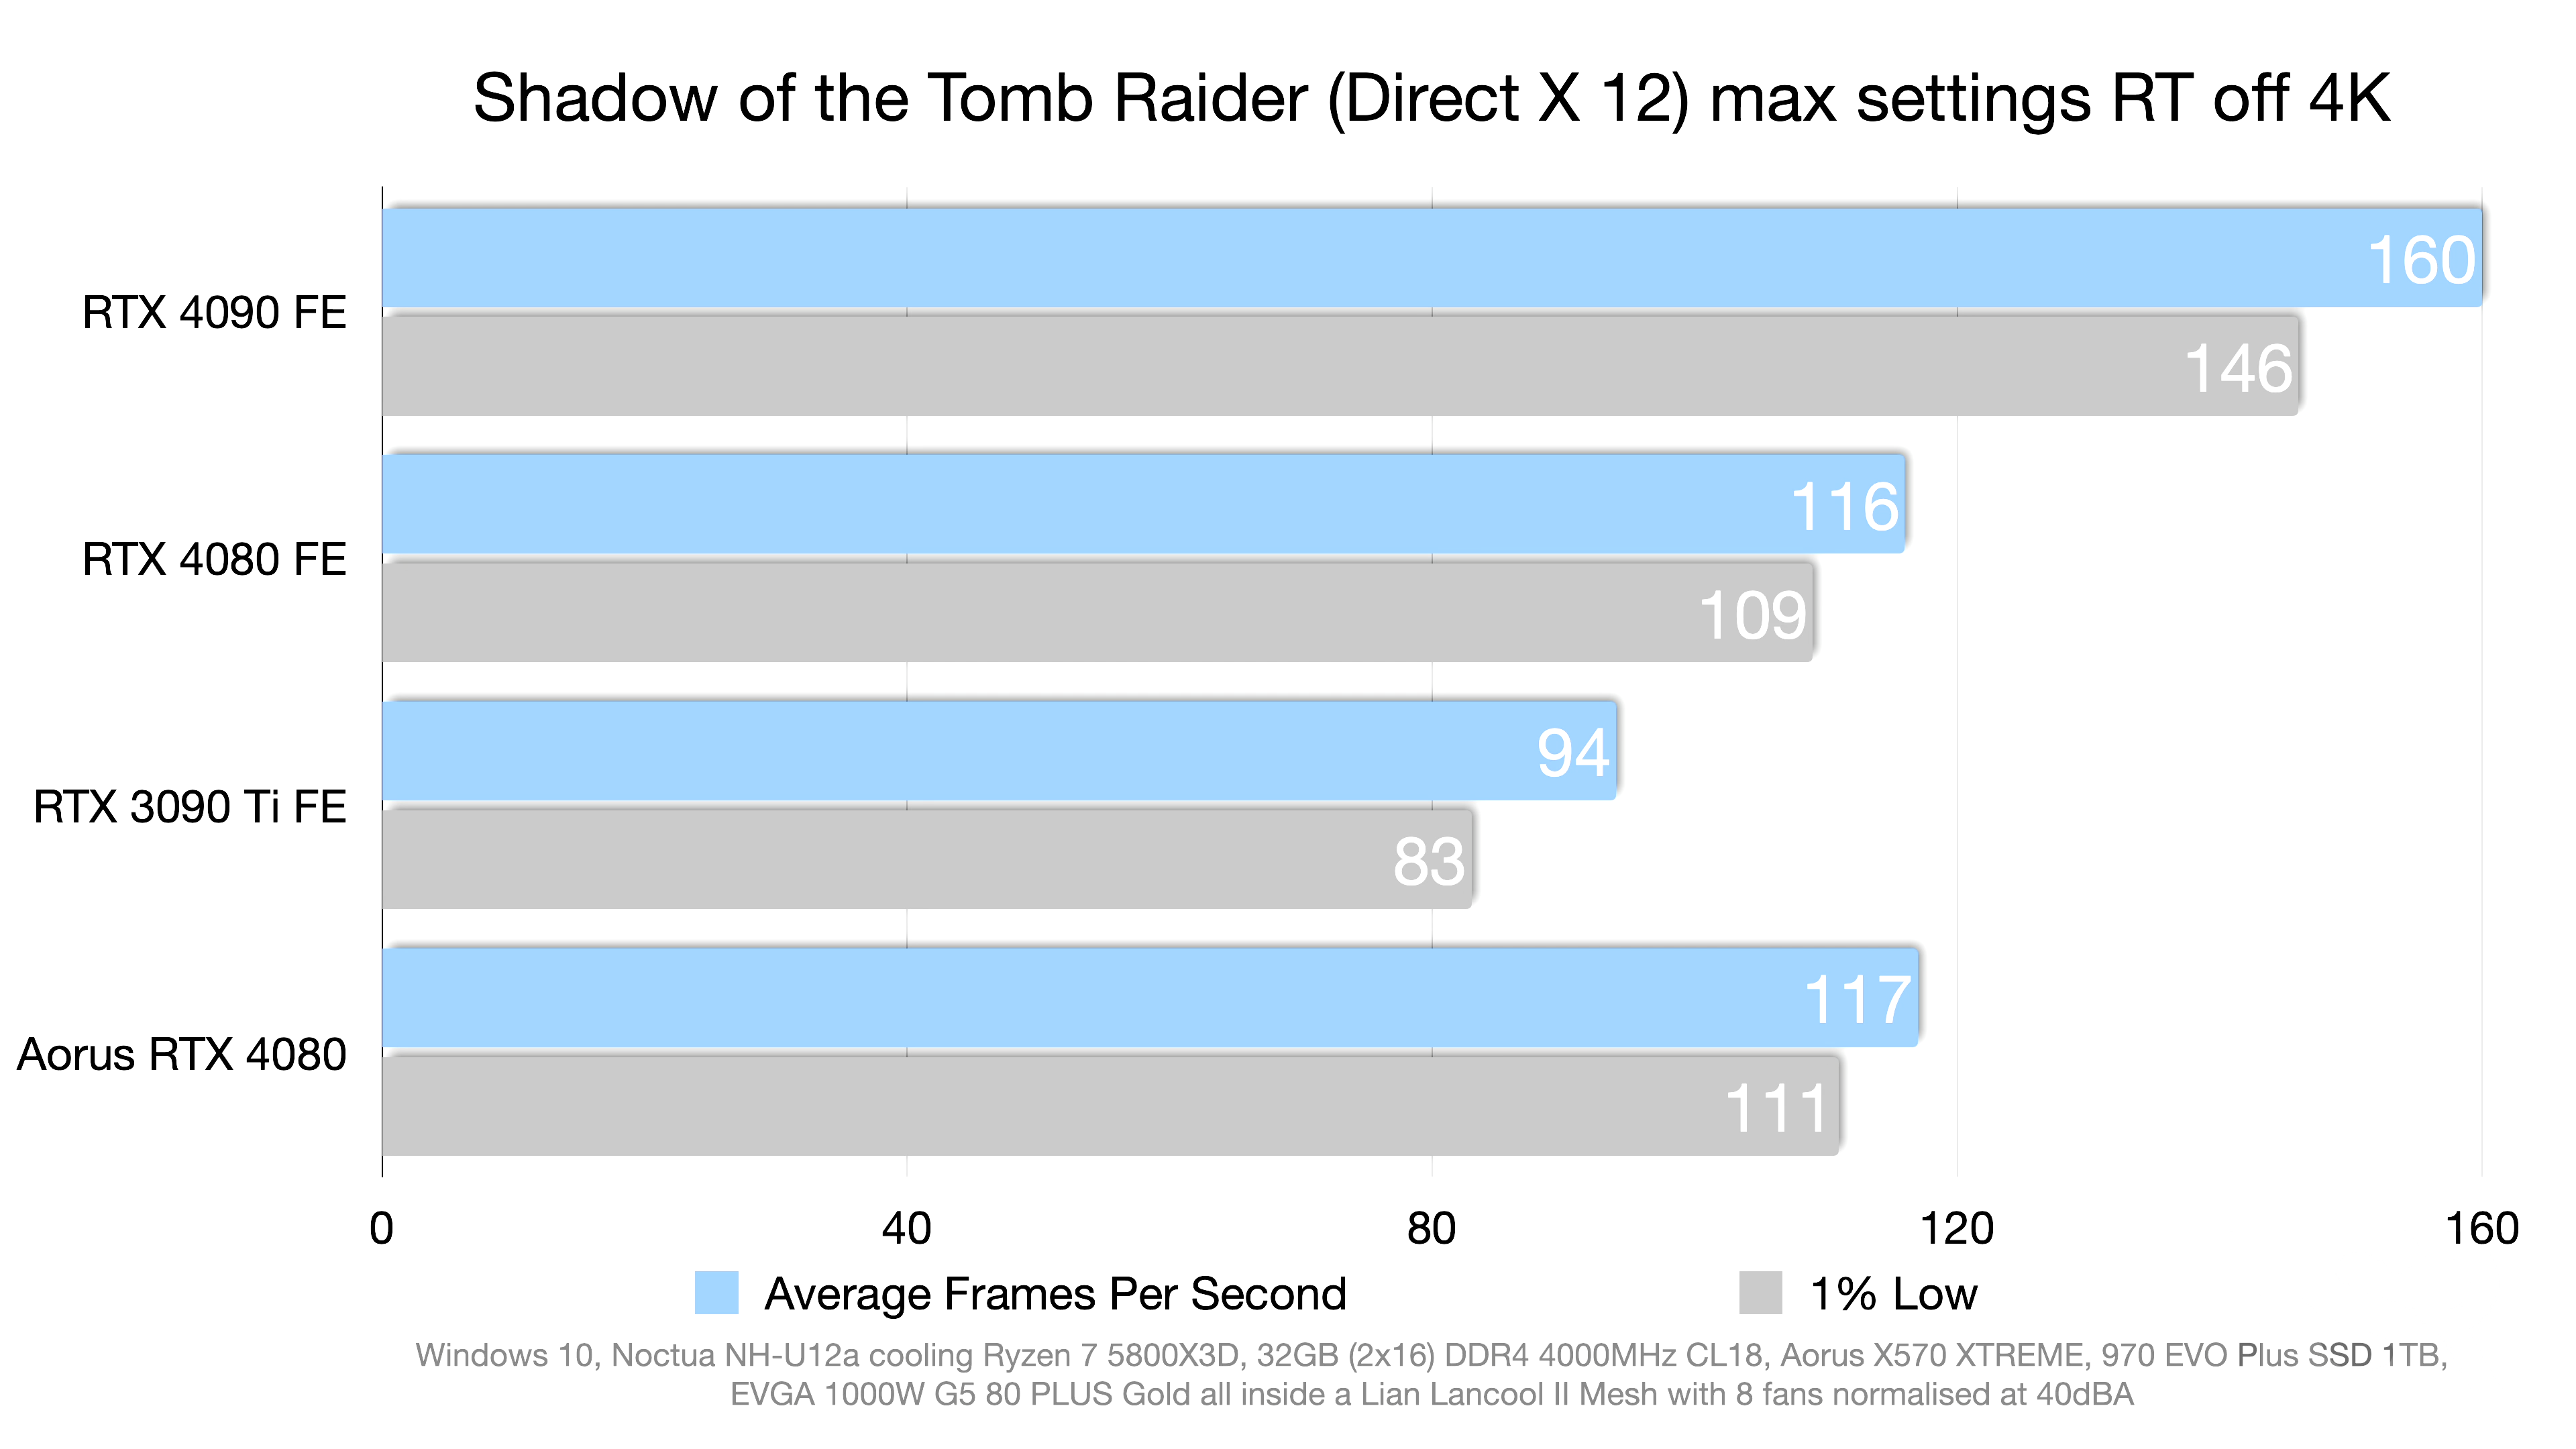 Shadow of the Tomb Raider (Direct X 12) max settings RT off 4K
RTX 4090 FE
160
146
RTX 4080 FE
116
109
RTX 3090 Ti FE
94
83
Aorus RTX 4080
117
111
0 40 80 120 160
Average Frames Per Second 1% Low
Windows 10, Noctua NH-U12a cooling Ryzen 7 5800X3D, 32GB (2x16) DDR4 4000MHz CL18, Aorus X570 XTREME, 970 EVO Plus SSD 1TB,
EVGA 1000W G5 80 PLUS Gold all inside a Lian Lancool II Mesh with 8 fans normalised at 40dBA